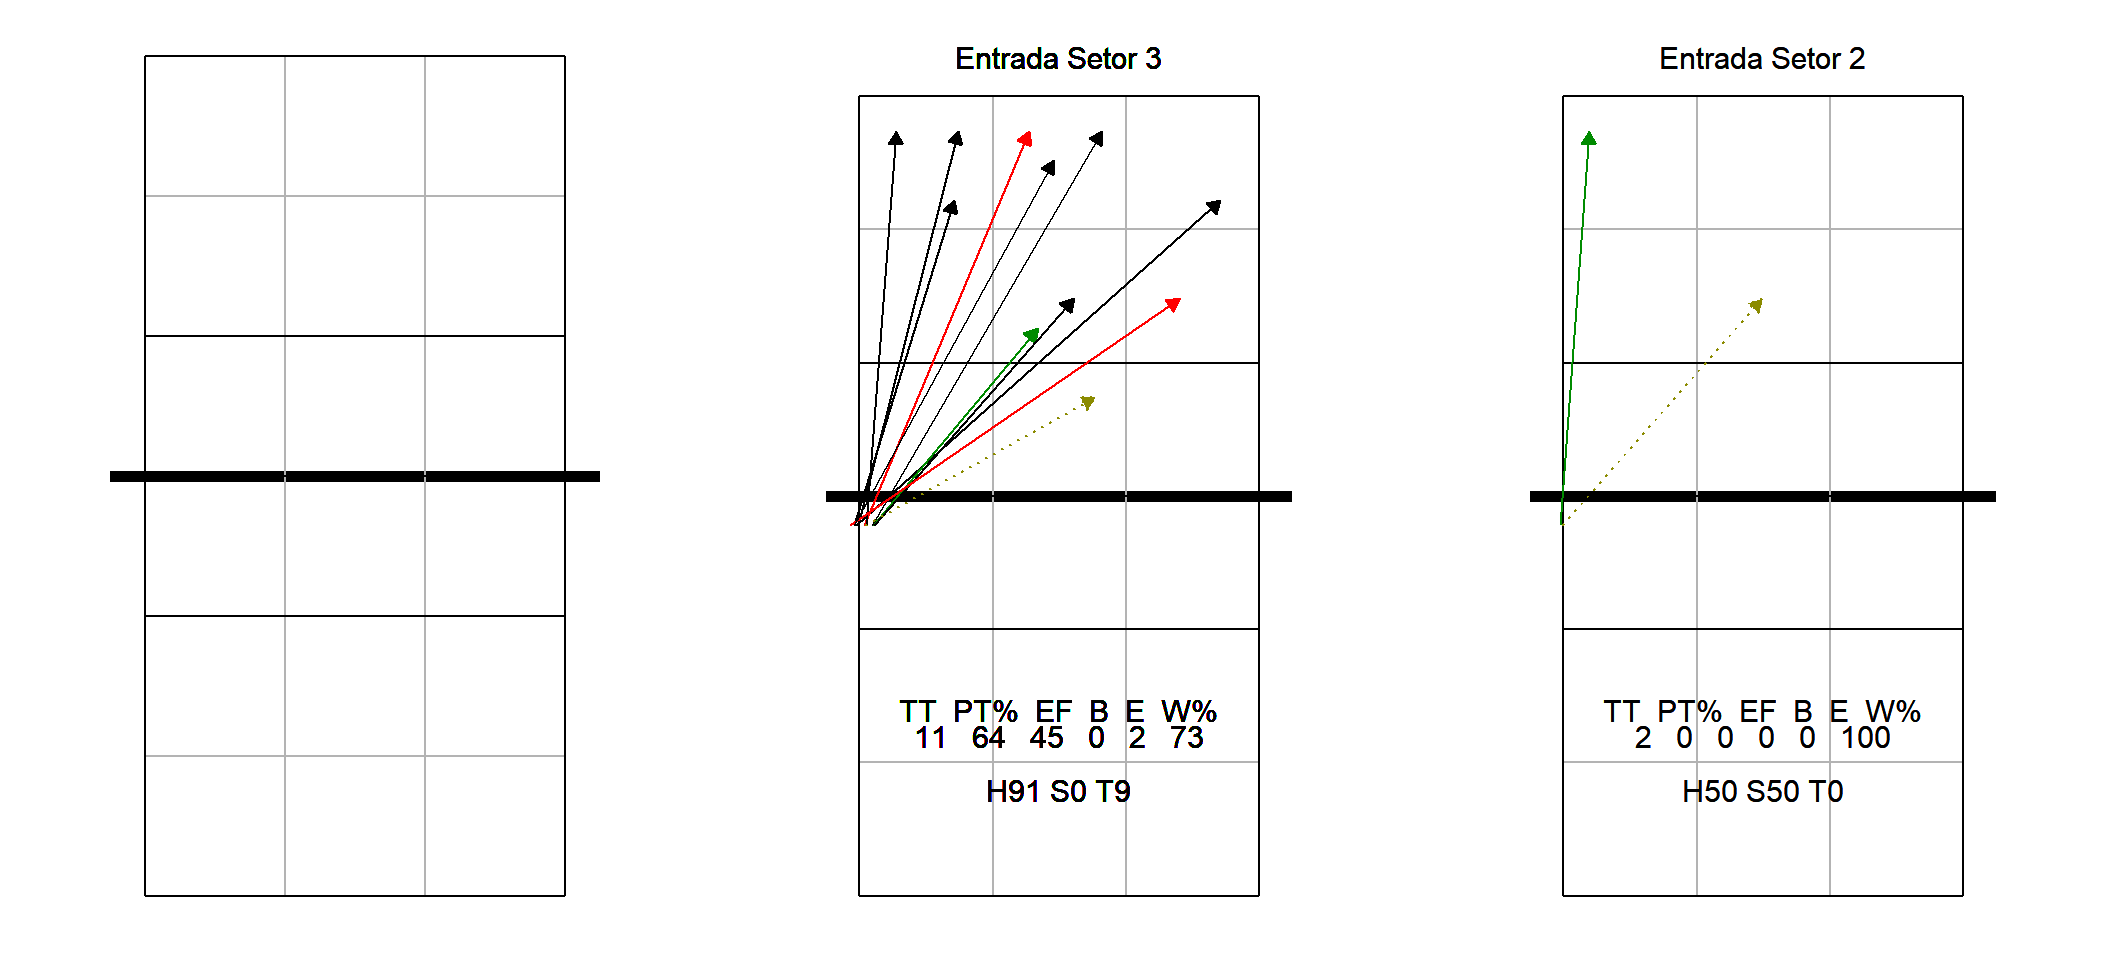 Entrada Setor 3
TT PT% EF B E W%
11 64 45 0 2 73
H91 S0 T9
Entrada Setor 2
TT PT% EF B E W%
2 0 0 0 0 100
H50 S50 T0